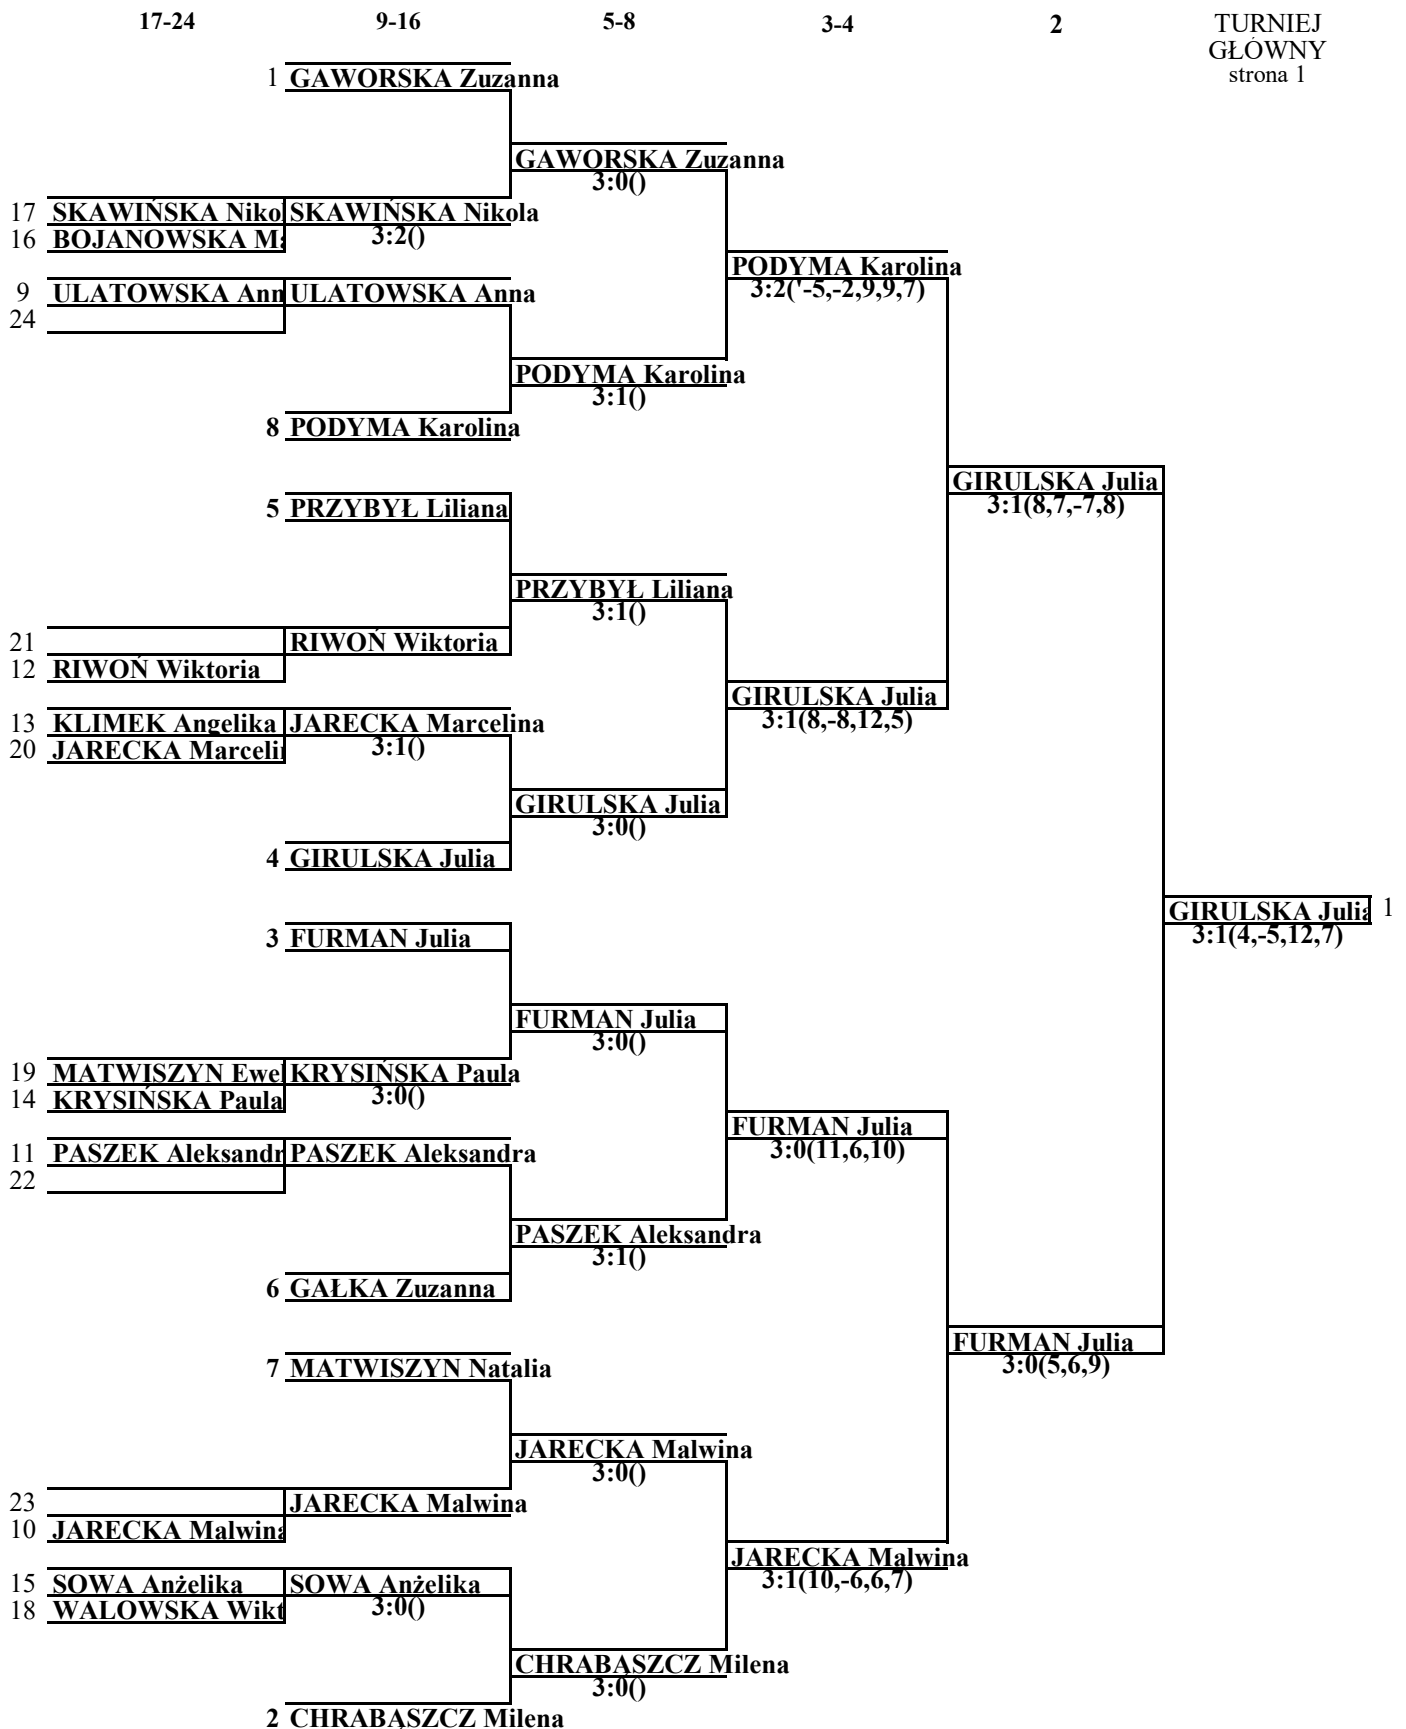 17-24 9-16 5-8 3-4 2 TURNIEJ
GŁÓWNY
strona 1
1 GAWORSKA Zuzanna
GAWORSKA Zuzanna
3:0()
17 SKAWIŃSKA Nikol SKAWIŃSKA Nikola
16 BOJANOWSKA Ma 3:2()
PODYMA Karolina
3:2('-5,-2,9,9,7)
9 ULATOWSKA Ann ULATOWSKA Anna
24
PODYMA Karolina
3:1()
8 PODYMA Karolina
GIRULSKA Julia
3:1(8,7,-7,8)
5 PRZYBYŁ Liliana
PRZYBYŁ Liliana
3:1()
21 RIWOŃ Wiktoria
12 RIWOŃ Wiktoria
GIRULSKA Julia
3:1(8,-8,12,5)
13 KLIMEK Angelika JARECKA Marcelina
20 JARECKA Marcelin 3:1()
GIRULSKA Julia
3:0()
4 GIRULSKA Julia
GIRULSKA Julia 1
3:1(4,-5,12,7)
3 FURMAN Julia
FURMAN Julia
3:0()
19 MATWISZYN Ewel KRYSIŃSKA Paula
14 KRYSIŃSKA Paula 3:0()
FURMAN Julia
3:0(11,6,10)
11 PASZEK Aleksandr PASZEK Aleksandra
22
PASZEK Aleksandra
3:1()
6 GAŁKA Zuzanna
FURMAN Julia
3:0(5,6,9)
7 MATWISZYN Natalia
JARECKA Malwina
3:0()
23 JARECKA Malwina
10 JARECKA Malwina
JARECKA Malwina
3:1(10,-6,6,7)
15 SOWA Anżelika SOWA Anżelika
18 WALOWSKA Wikt 3:0()
CHRABĄSZCZ Milena
3:0()
2 CHRABĄSZCZ Milena